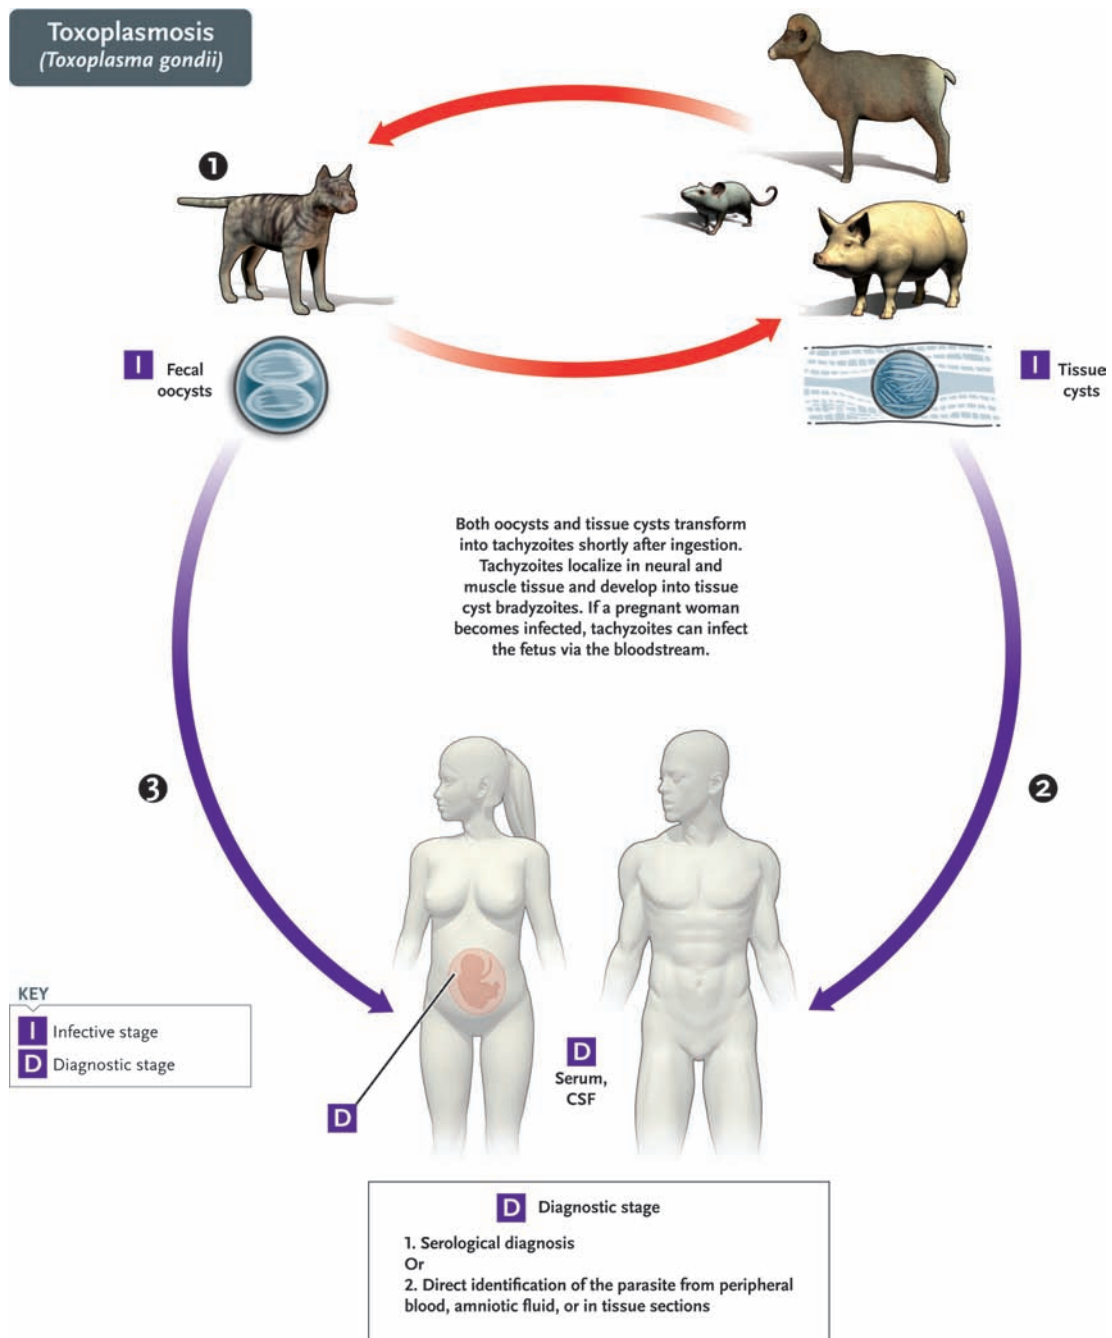 Toxoplasmosis
(Toxoplasma gondii)
1
I
Fecal
oocysts
I
Tissue
cysts
Both oocysts and tissue cysts transform
into tachyzoites shortly after ingestion.
Tachyzoites localize in neural and
muscle tissue and develop into tissue
cyst bradyzoites. If a pregnant woman
becomes infected, tachyzoites can infect
the fetus via the bloodstream.
3
2
KEY
I Infective stage
D Diagnostic stage
D
Serum,
CSF
D
D Diagnostic stage
1. Serological diagnosis
Or
2. Direct identification of the parasite from peripheral
blood, amniotic fluid, or in tissue sections